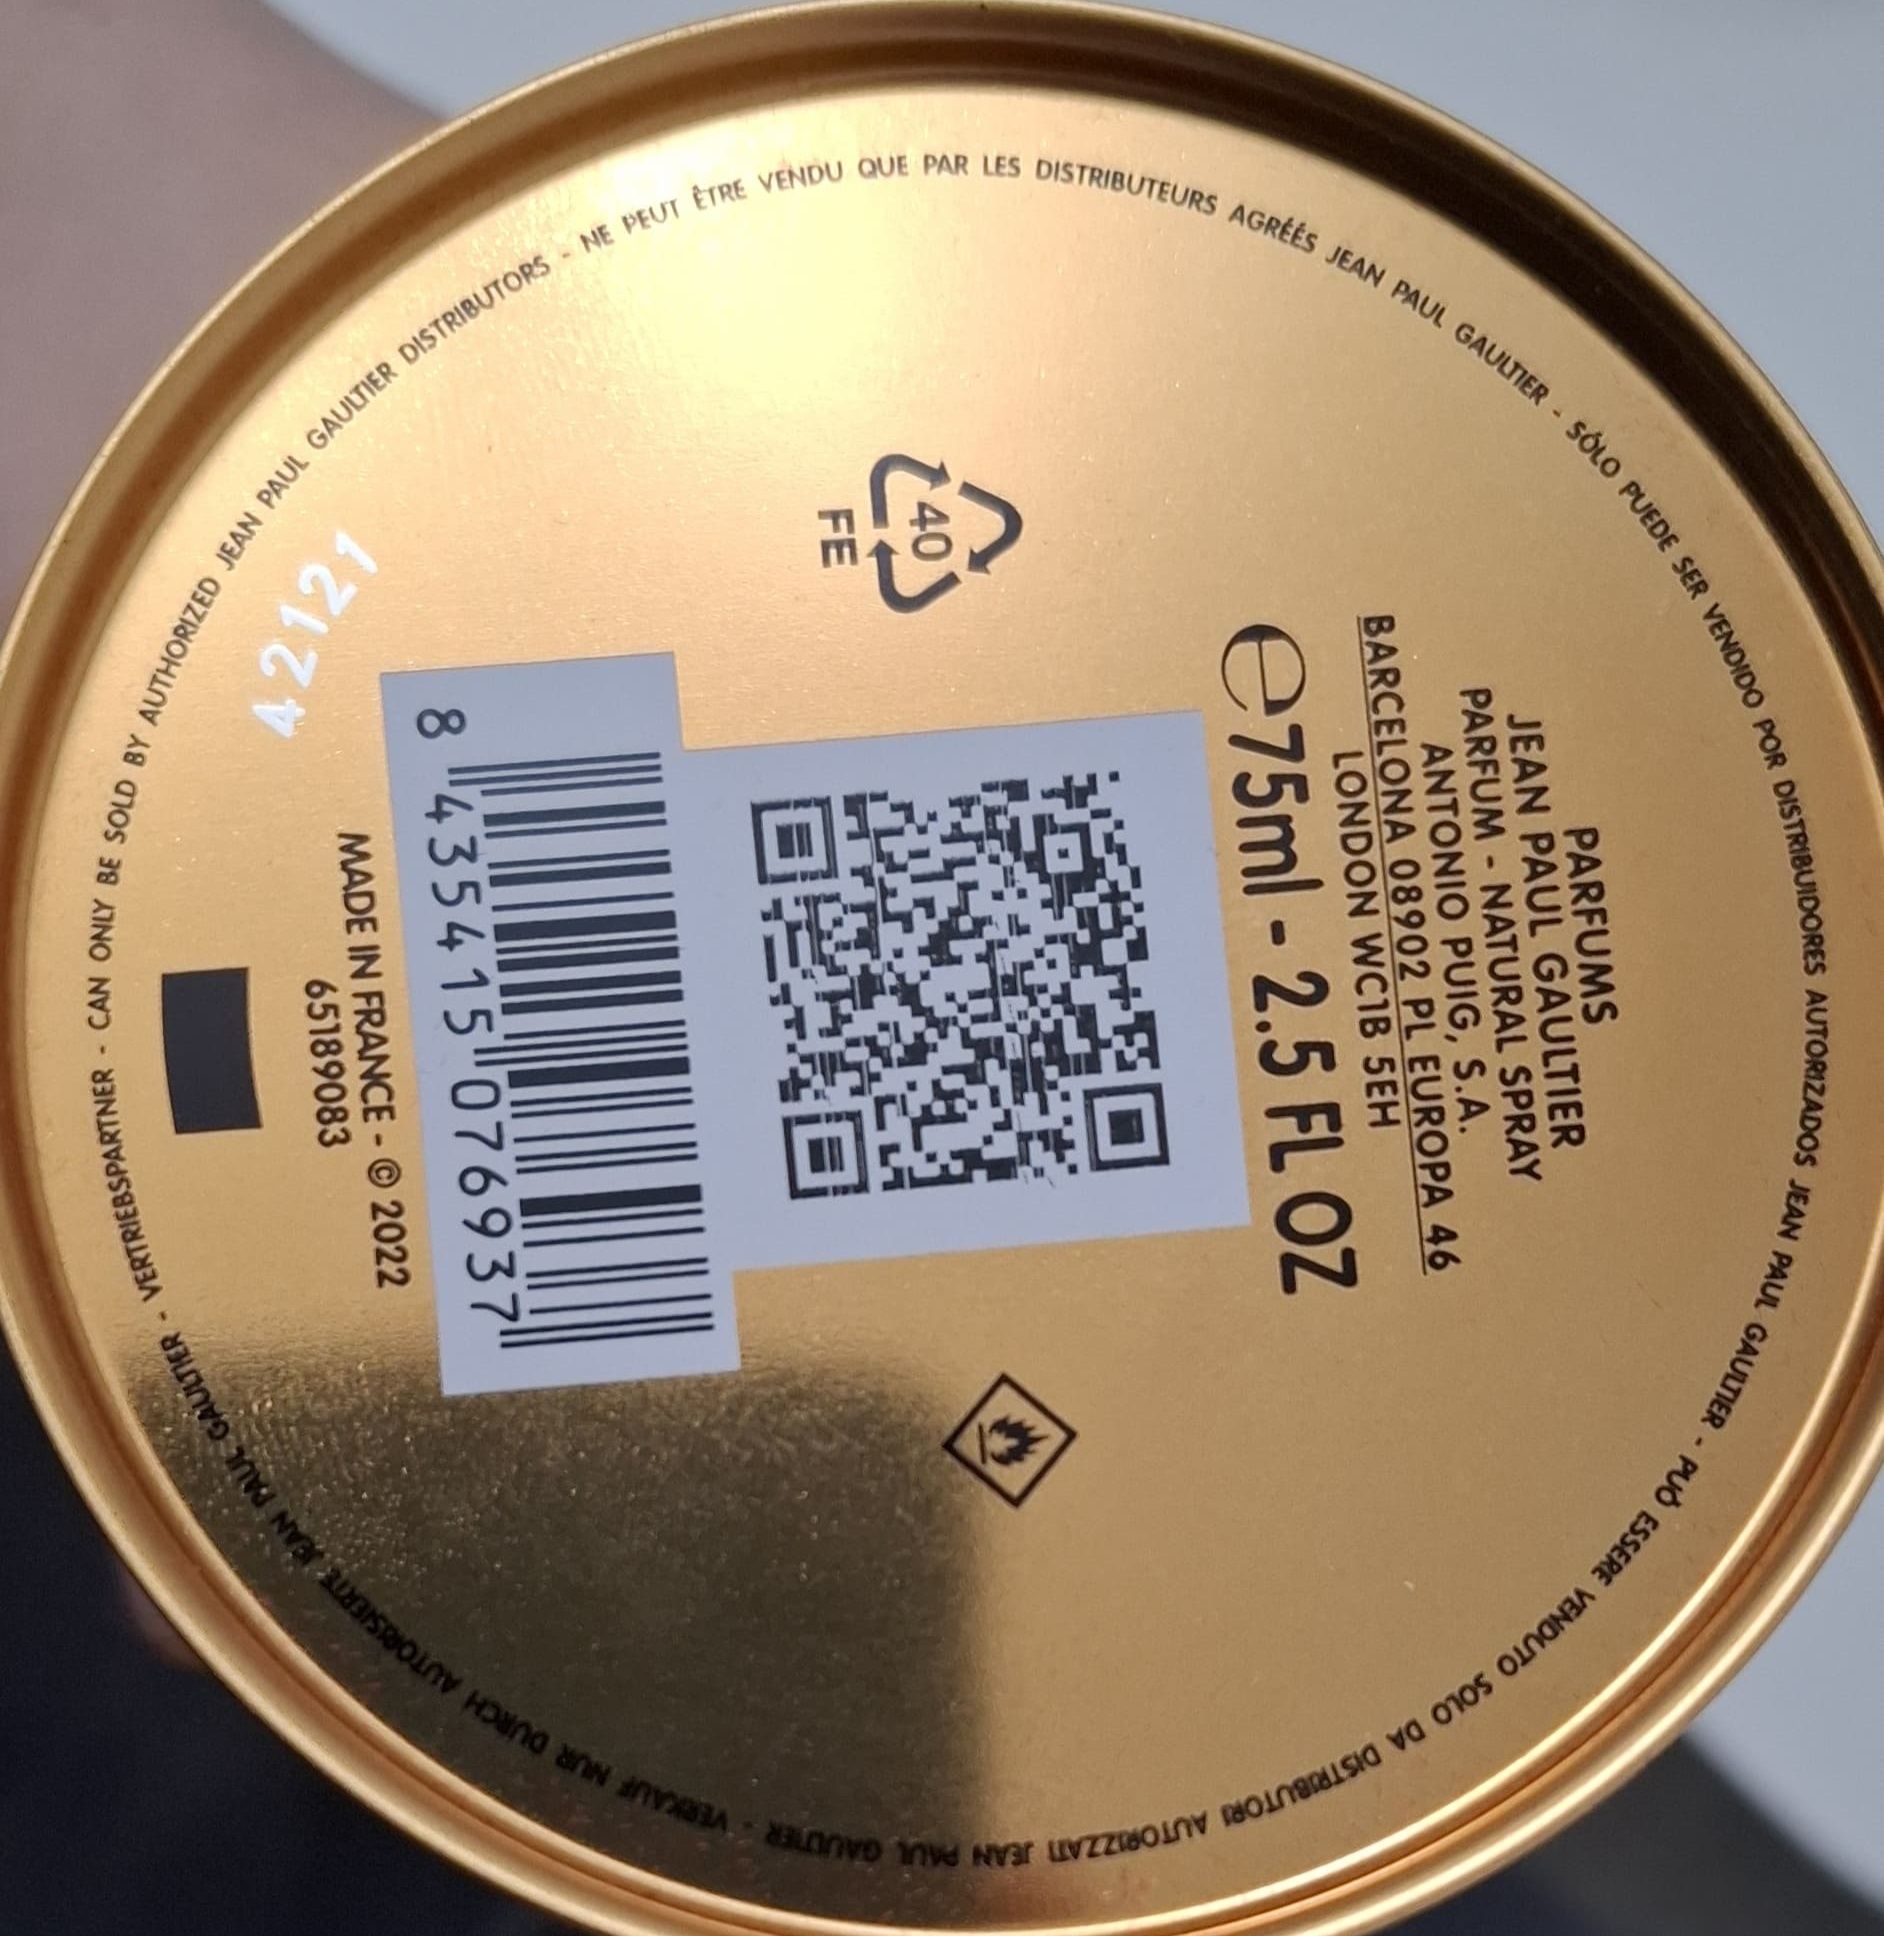 PARFUMS
JEAN PAUL GAULTIER
PARFUM - NATURAL SPRAY
ANTONIO PUIG, S.A.
BARCELONA 08902 PL EUROPA 46
LONDON WC1B 5EH
e75ml - 2.5 FL OZ
40
FE
8 435415 076937
MADE IN FRANCE - © 2022
65189083
42121
CAN ONLY BE SOLD BY AUTHORIZED JEAN PAUL GAULTIER DISTRIBUTORS - NE PEUT ÊTRE VENDU QUE PAR LES DISTRIBUTEURS AGRÉÉS JEAN PAUL GAULTIER - SÓLO PUEDE SER VENDIDO POR DISTRIBUIDORES AUTORIZADOS JEAN PAUL GAULTIER - PUÒ ESSERE VENDUTO SOLO DA DISTRIBUTORI AUTORIZZATI JEAN PAUL GAULTIER - VERKAUF NUR DURCH AUTORISIERTE JEAN PAUL GAULTIER - VERTRIEBSPARTNER -